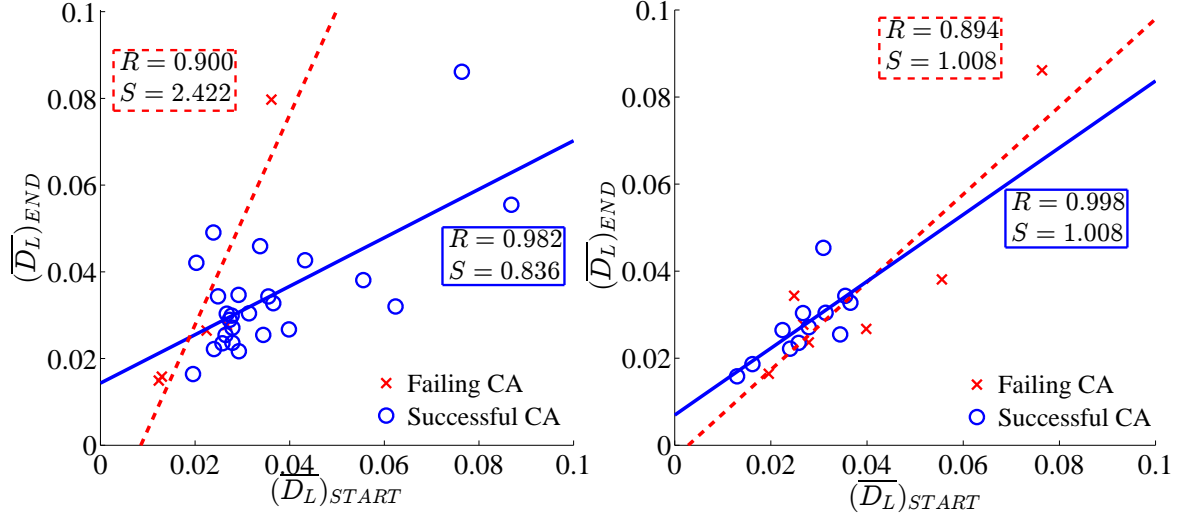 0.1
0.08
0.06
0.04
0.02
0
(D̅_L)_END
R = 0.900
S = 2.422
R = 0.982
S = 0.836
Failing CA
Successful CA
0 0.02 0.04 0.06 0.08 0.1
(D̅_L)_START
0.1
0.08
0.06
0.04
0.02
0
(D̅_L)_END
R = 0.894
S = 1.008
R = 0.998
S = 1.008
Failing CA
Successful CA
0 0.02 0.04 0.06 0.08 0.1
(D̅_L)_START